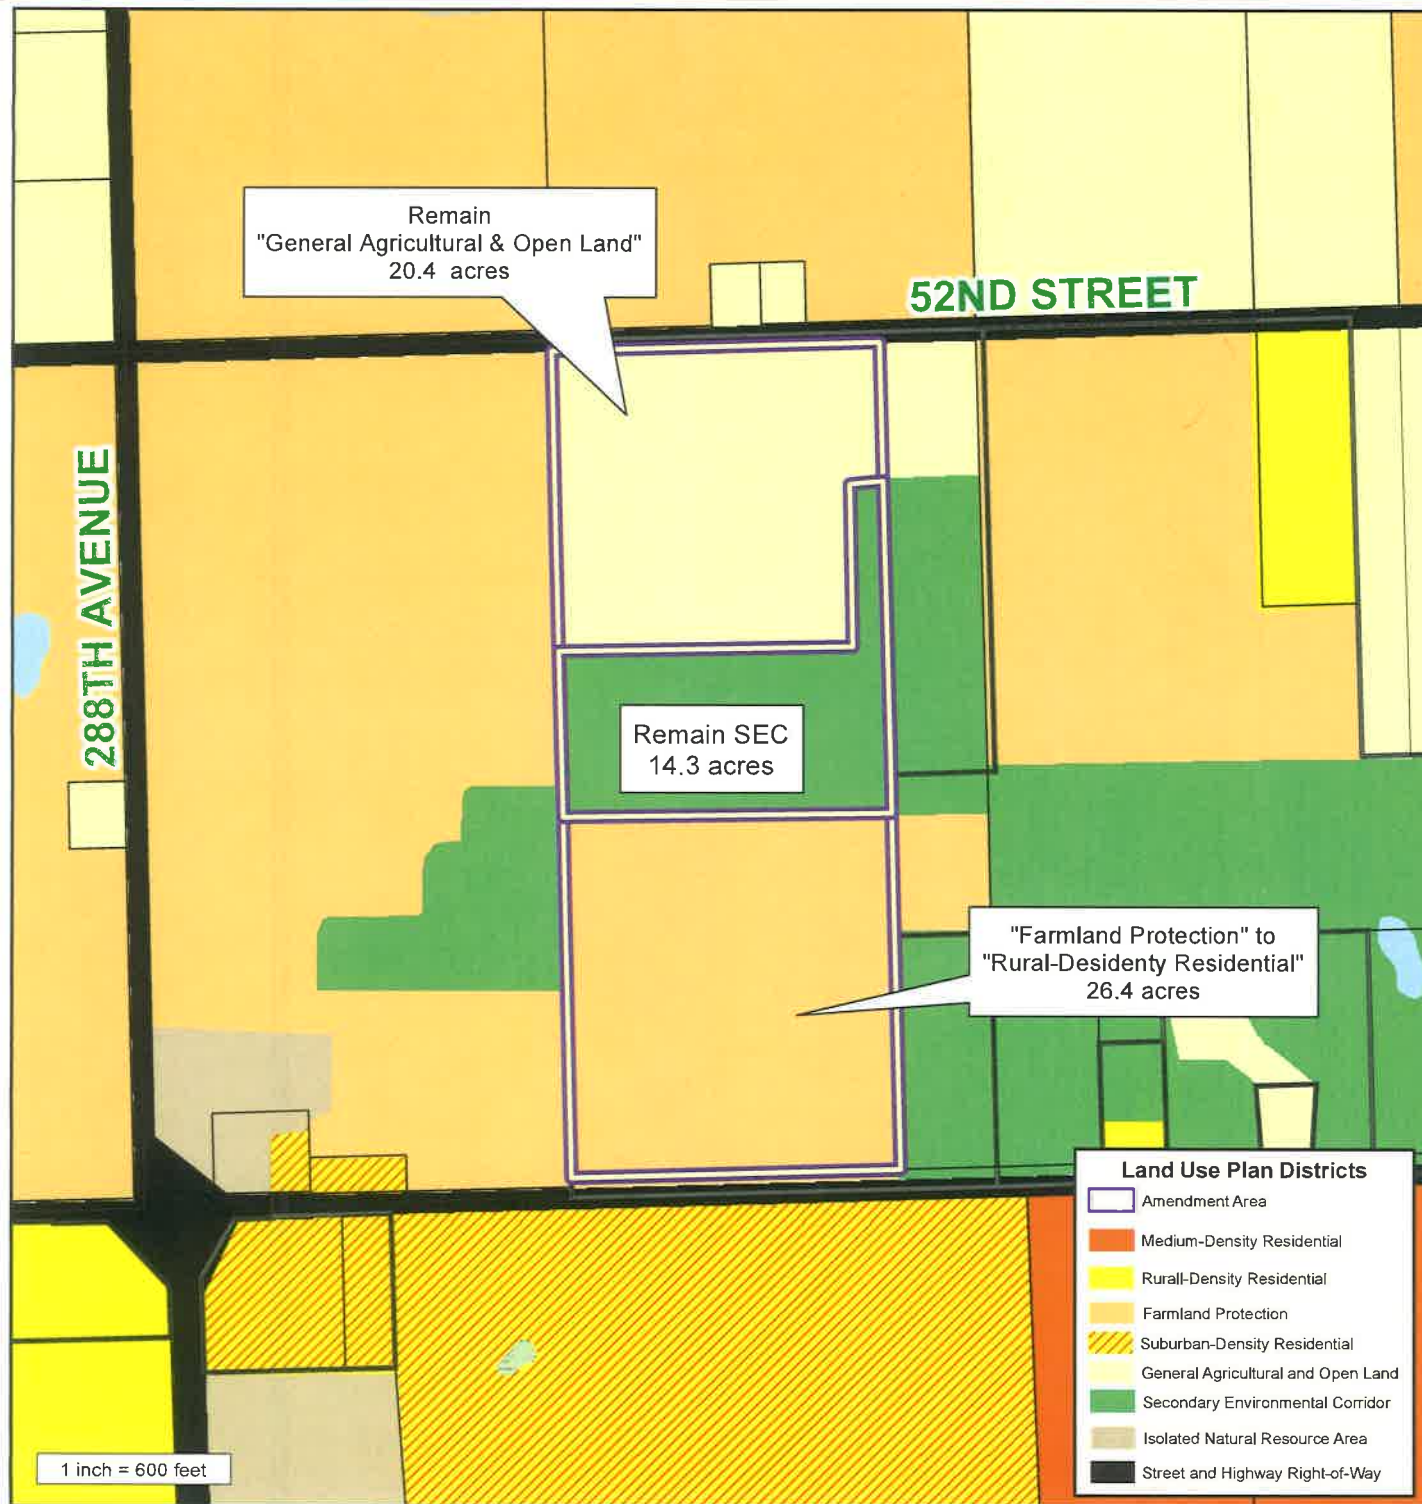 Remain
"General Agricultural & Open Land"
20.4 acres
52ND STREET
288TH AVENUE
Remain SEC
14.3 acres
"Farmland Protection" to
"Rural-Desidenty Residential"
26.4 acres
Land Use Plan Districts
Amendment Area
Medium-Density Residential
Rurall-Density Residential
Farmland Protection
Suburban-Density Residential
General Agricultural and Open Land
Secondary Environmental Corridor
Isolated Natural Resource Area
Street and Highway Right-of-Way
1 inch = 600 feet